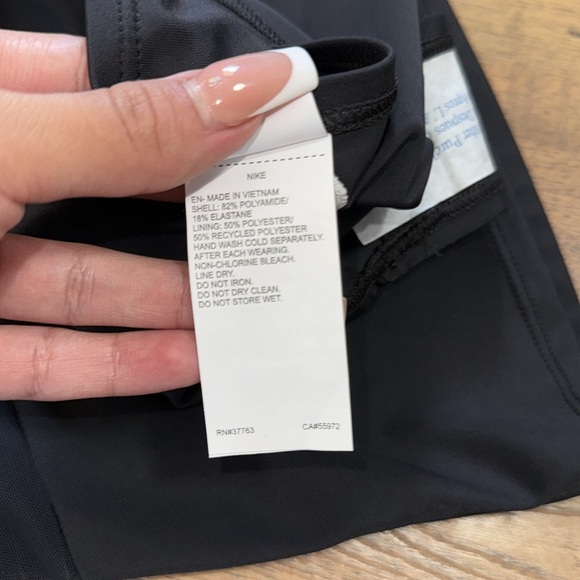 NIKE
EN- MADE IN VIETNAM
SHELL: 82% POLYAMIDE/
18% ELASTANE
LINING: 50% POLYESTER/
50% RECYCLED POLYESTER
HAND WASH COLD SEPARATELY.
AFTER EACH WEARING.
NON-CHLORINE BLEACH.
LINE DRY.
DO NOT IRON.
DO NOT DRY CLEAN.
DO NOT STORE WET.
RN#37763 CA#55972